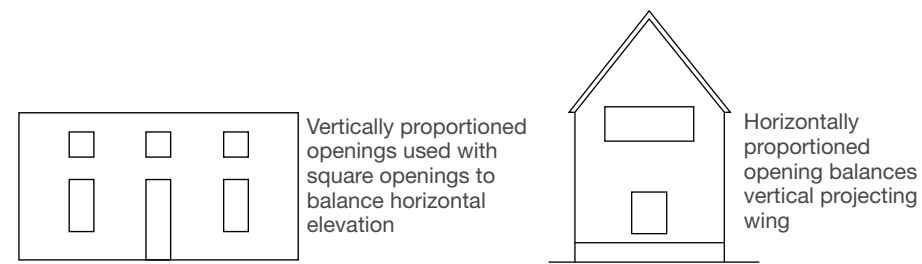 Vertically proportioned
openings used with
square openings to
balance horizontal
elevation
Horizontally
proportioned
opening balances
vertical projecting
wing